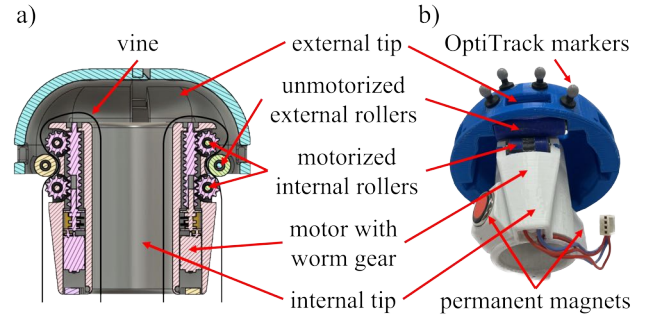 a)
b)
vine
external tip
OptiTrack markers
unmotorized
external rollers
motorized
internal rollers
motor with
worm gear
internal tip
permanent magnets